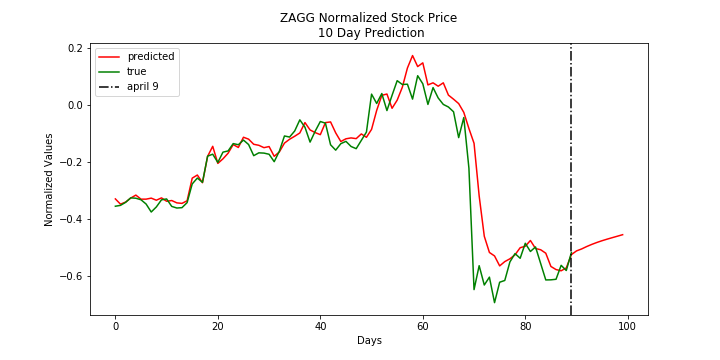 ZAGG Normalized Stock Price
10 Day Prediction
predicted
true
april 9
Normalized Values
0.2
0.0
−0.2
−0.4
−0.6
0
20
40
60
80
100
Days